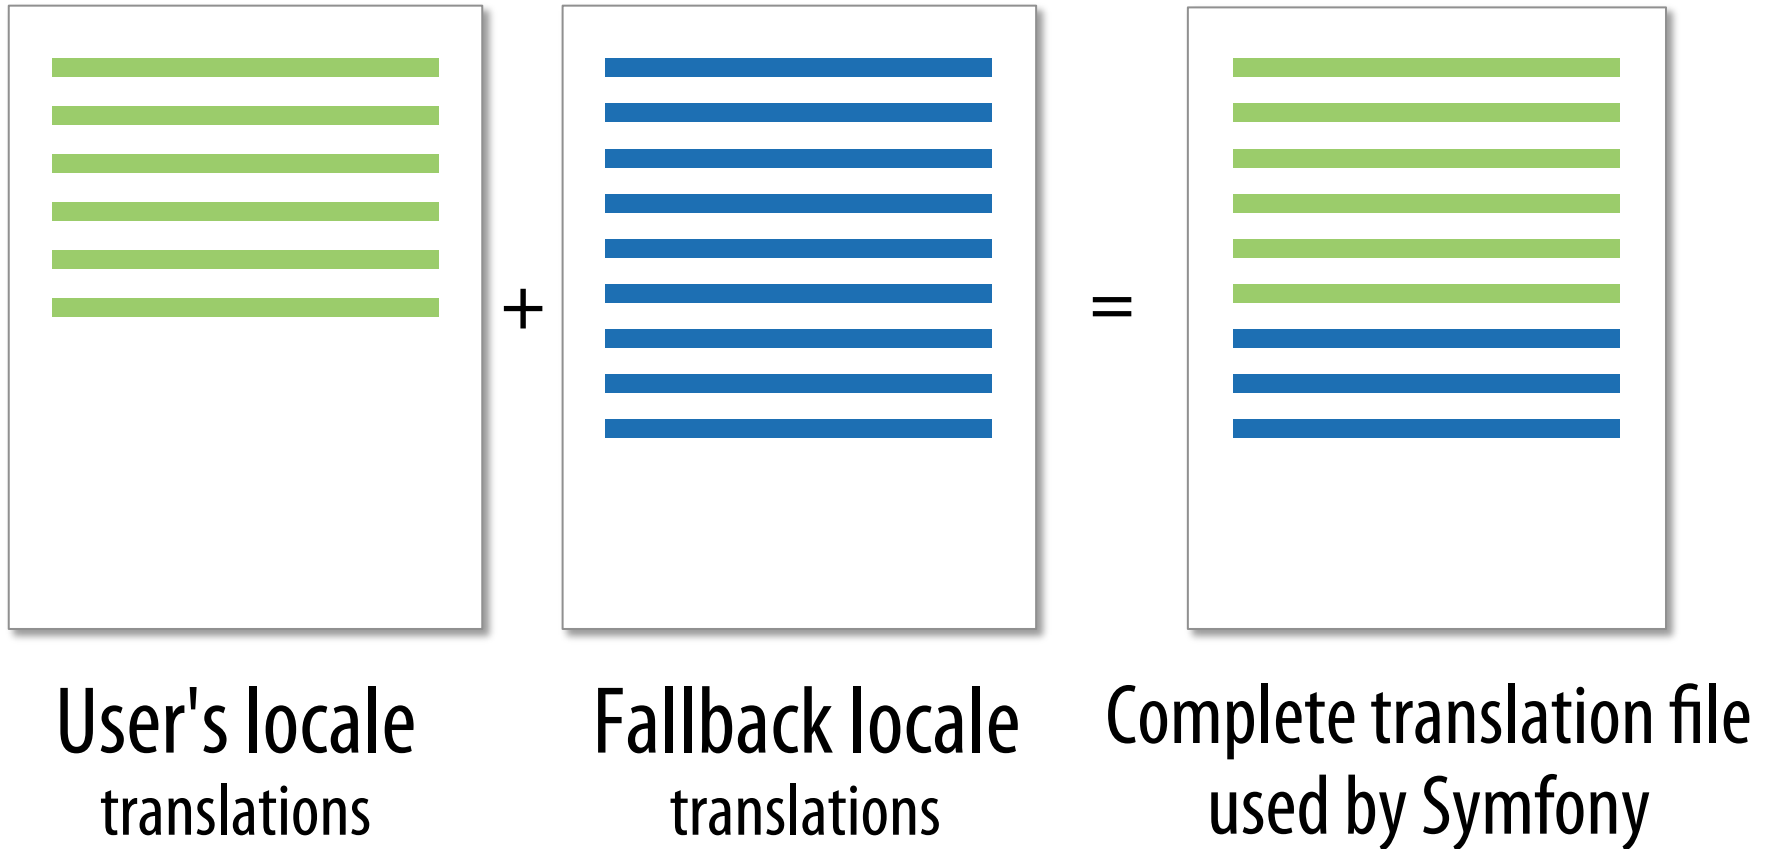 +
=
User's locale
translations
Fallback locale
translations
Complete translation file
used by Symfony